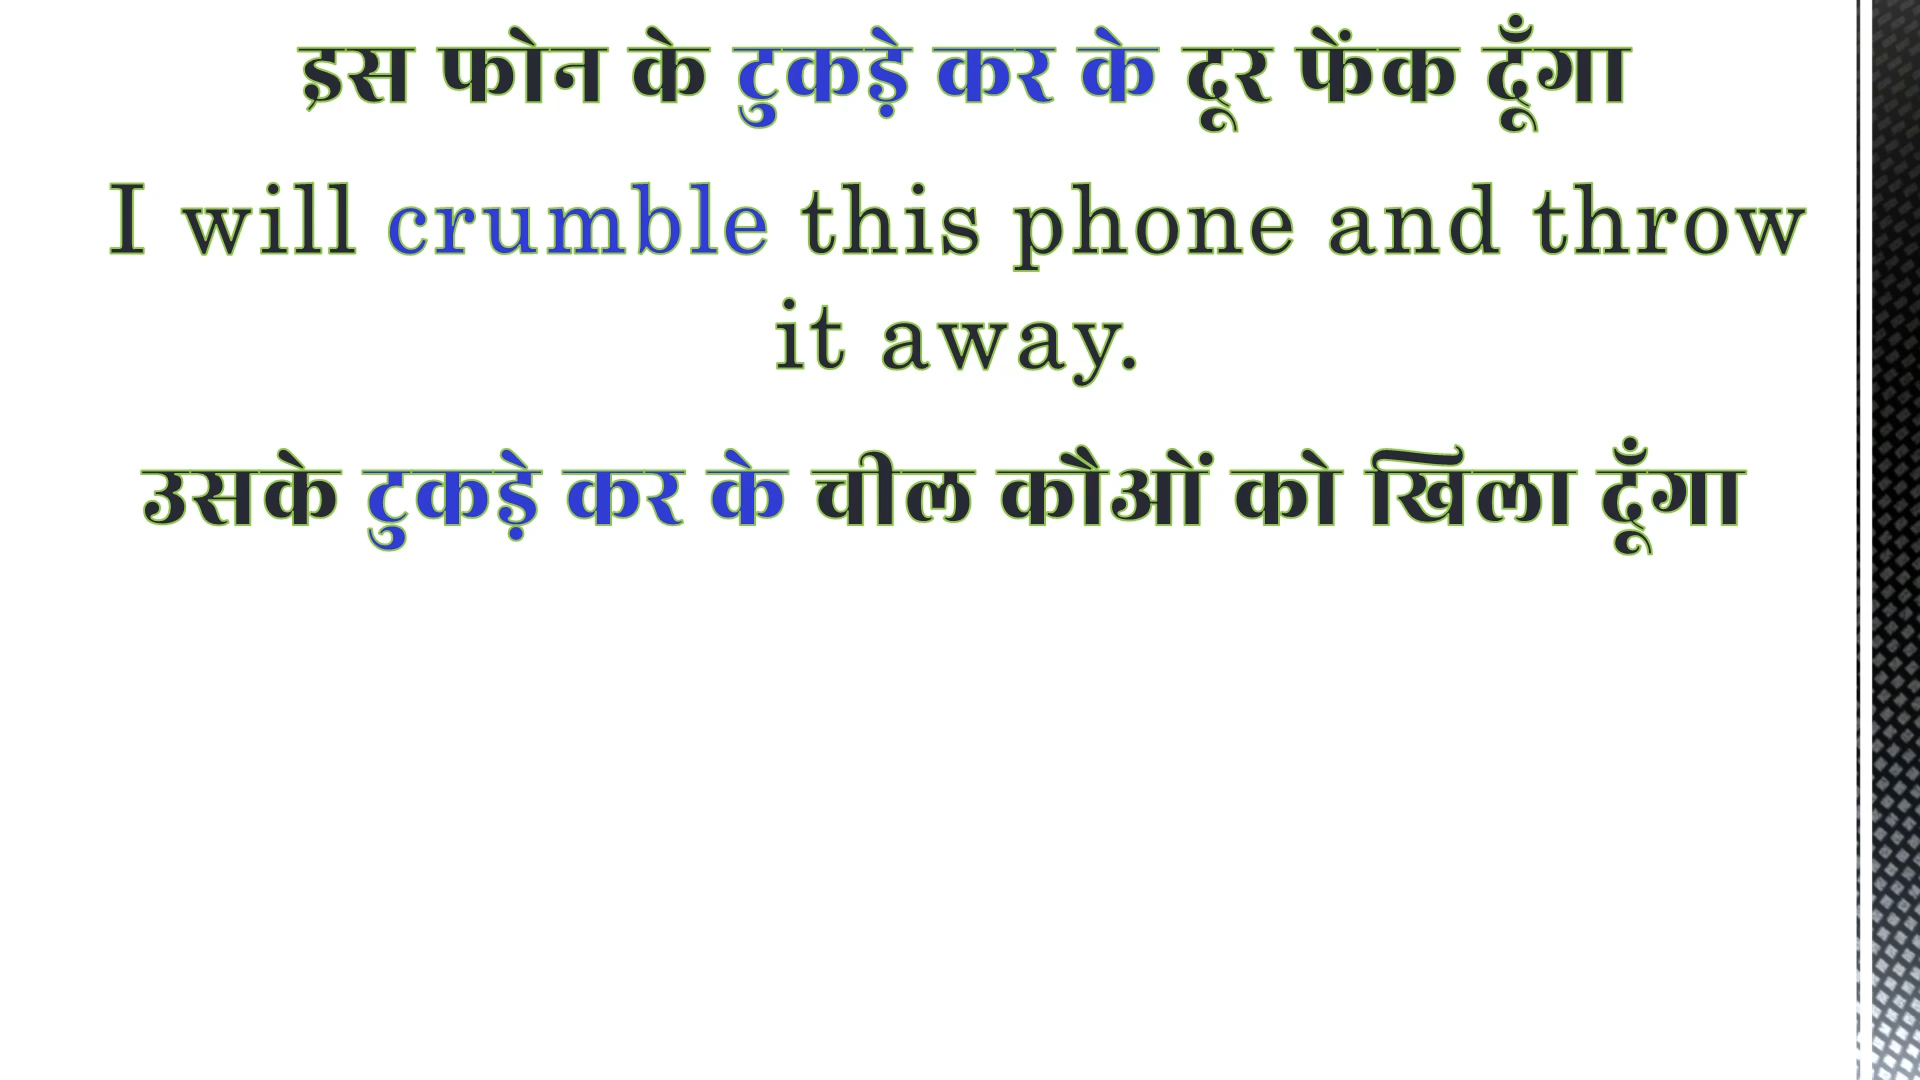 इस फोन के टुकड़े कर के दूर फेंक दूँगा
I will crumble this phone and throw
it away.
उसके टुकड़े कर के चील कौओं को खिला दूँगा